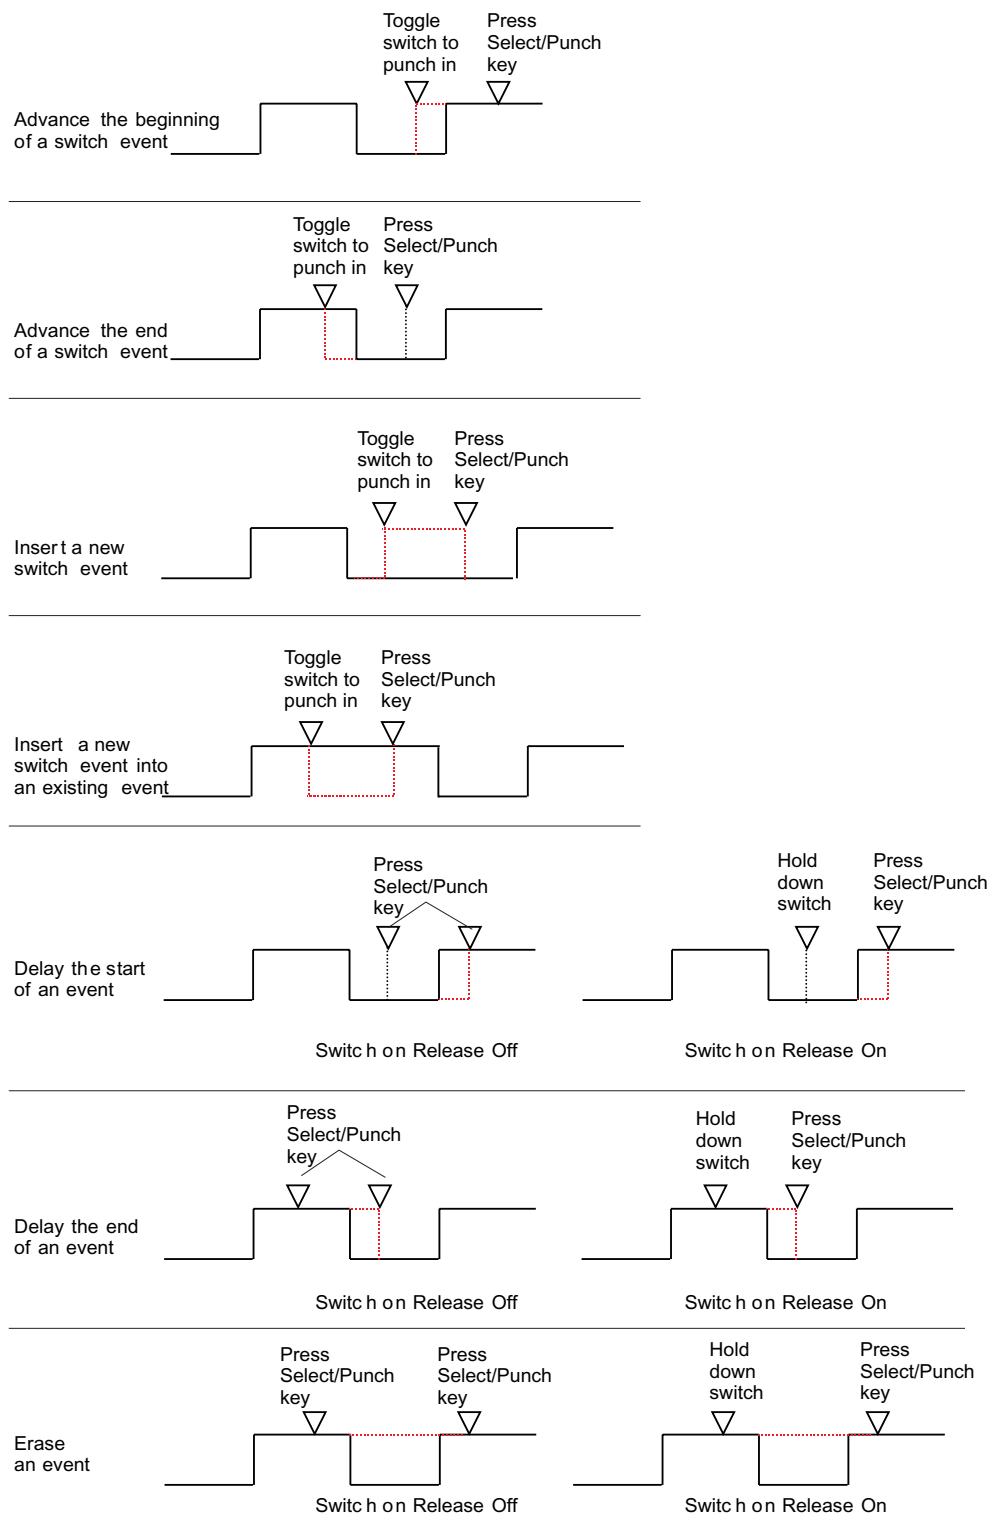 Toggle
switch to
punch in
Press
Select/Punch
key
Advance the beginning
of a switch event
Toggle
switch to
punch in
Press
Select/Punch
key
Advance the end
of a switch event
Toggle
switch to
punch in
Press
Select/Punch
key
Insert a new
switch event
Toggle
switch to
punch in
Press
Select/Punch
key
Insert a new
switch event into
an existing event
Press
Select/Punch
key
Hold
down
switch
Press
Select/Punch
key
Delay the start
of an event
Switch on Release Off
Switch on Release On
Press
Select/Punch
key
Hold
down
switch
Press
Select/Punch
key
Delay the end
of an event
Switch on Release Off
Switch on Release On
Press
Select/Punch
key
Press
Select/Punch
key
Hold
down
switch
Press
Select/Punch
key
Erase
an event
Switch on Release Off
Switch on Release On